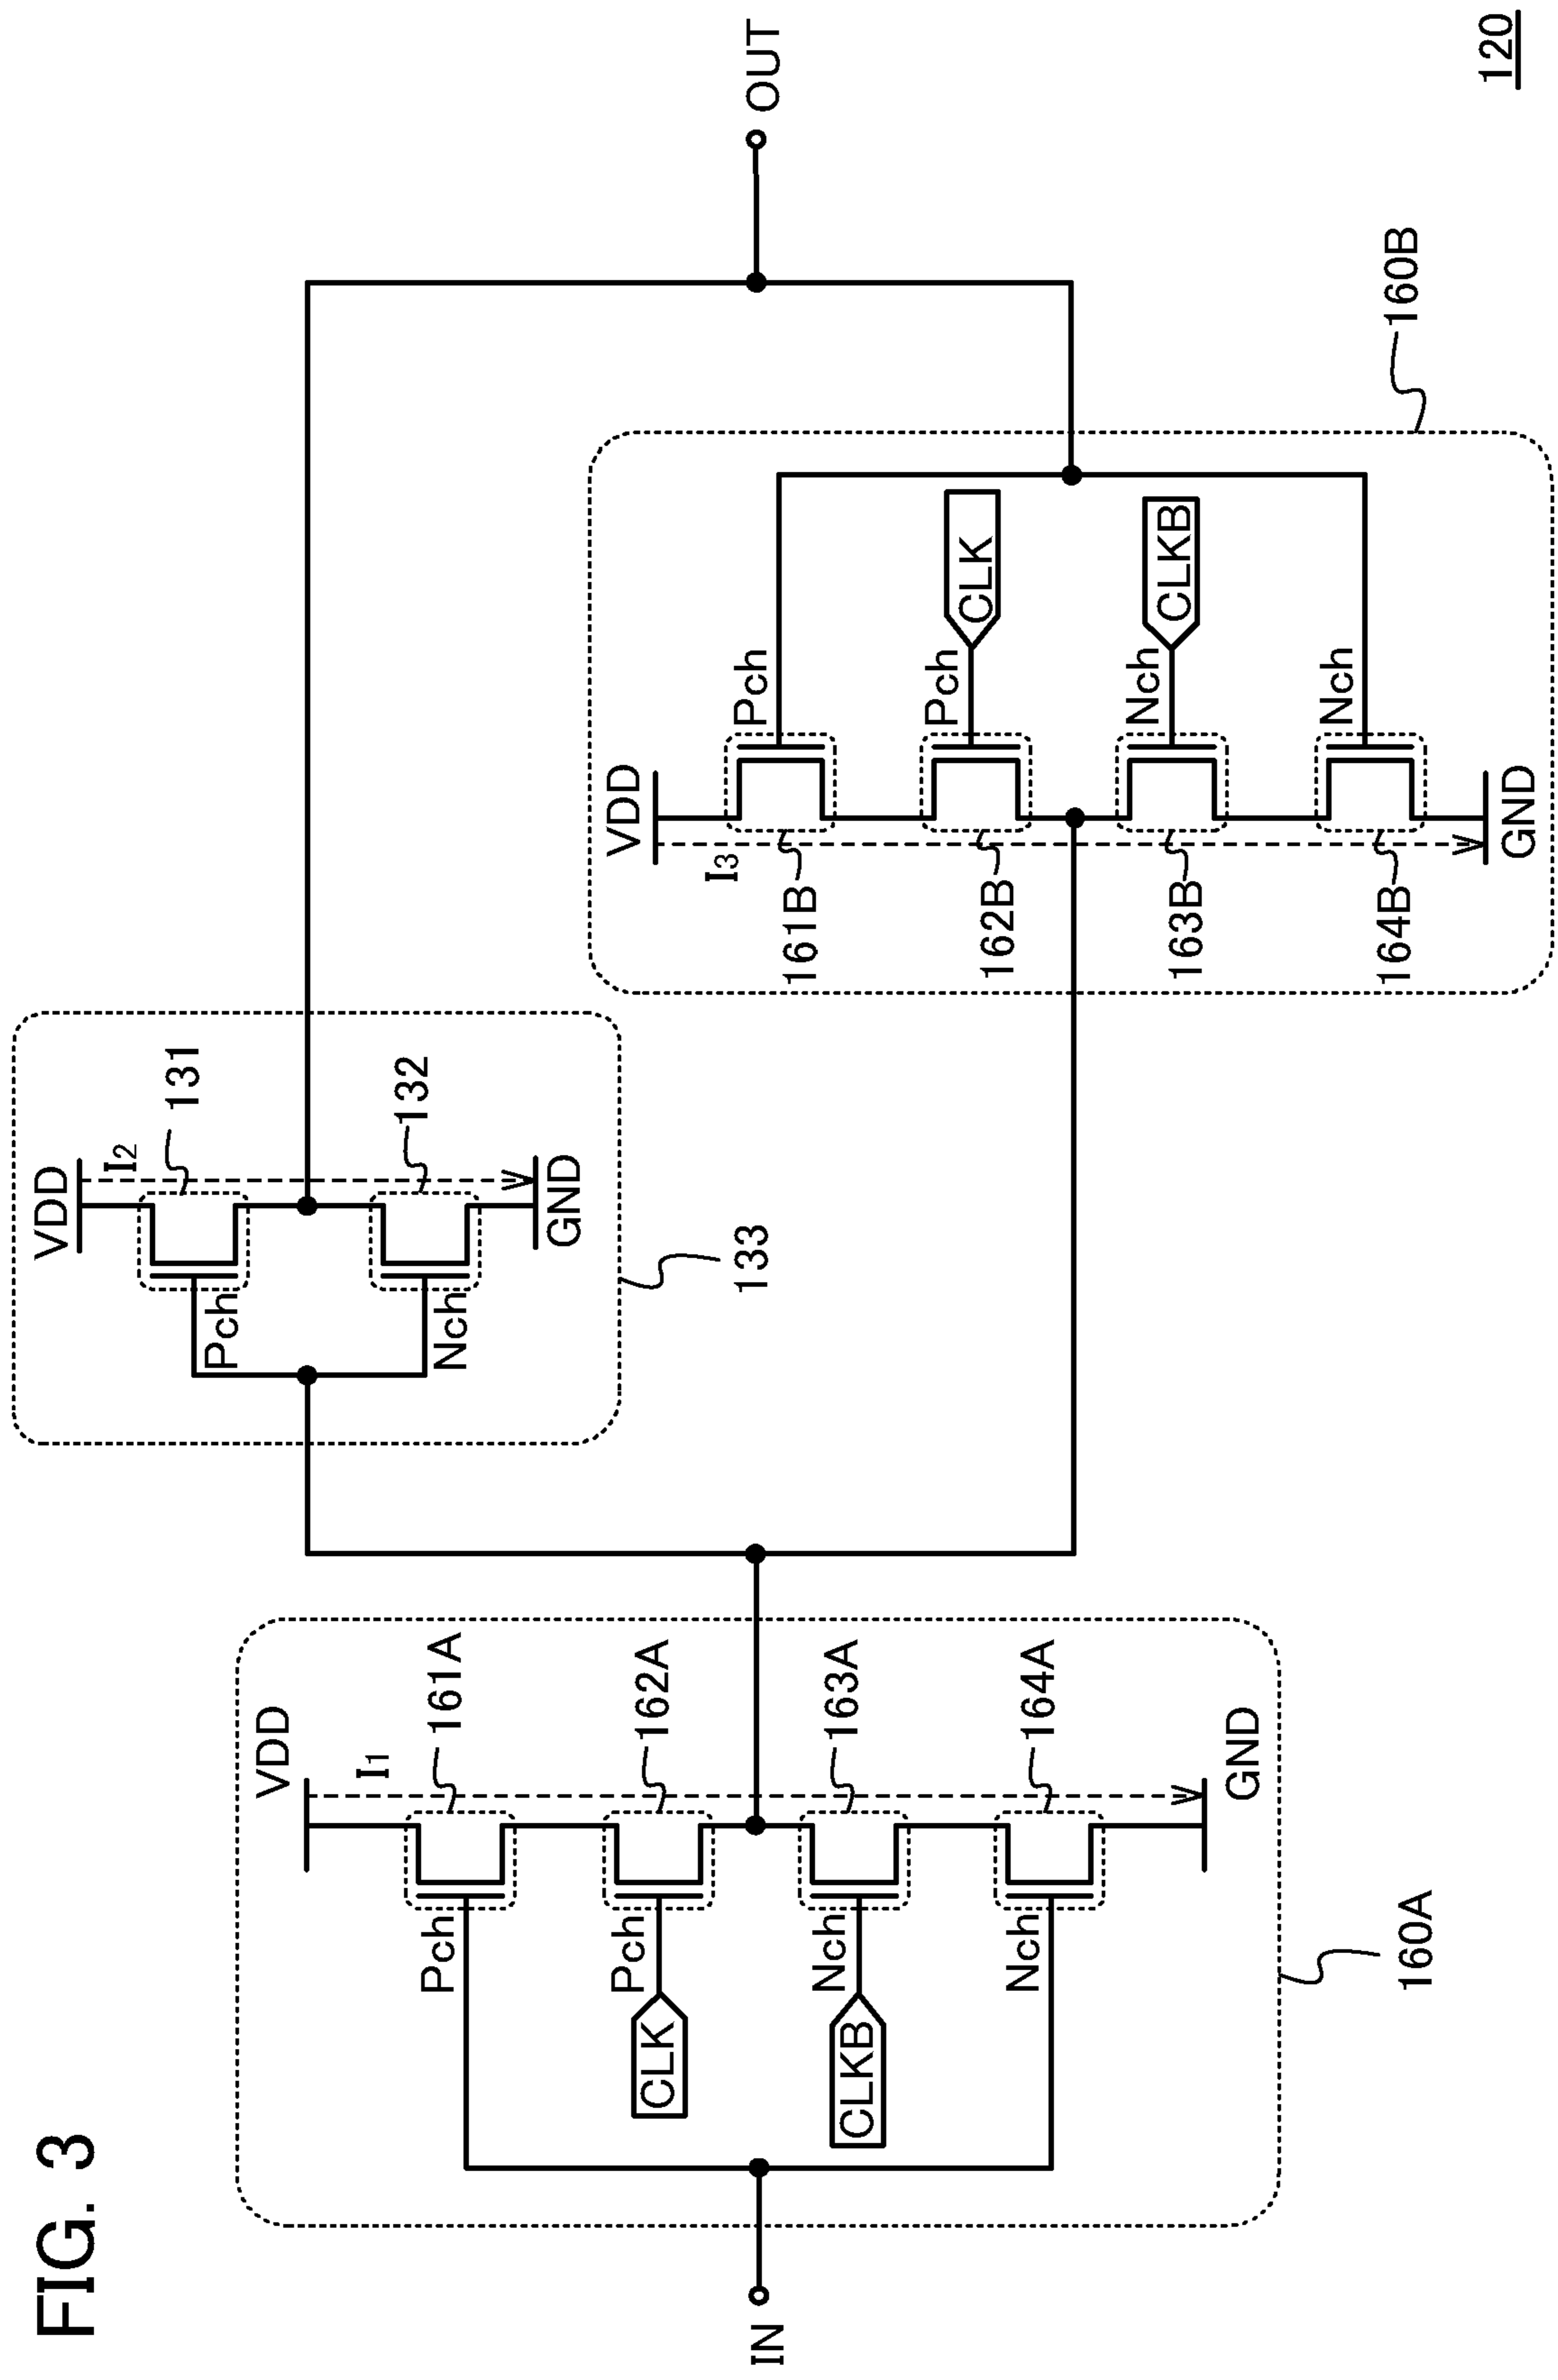 FIG. 3
120
IN
OUT
160A
VDD
I1
Pch
161A
CLK
Pch
162A
CLKB
Nch
163A
Nch
164A
GND
133
VDD
I2
Pch
131
Nch
132
GND
160B
VDD
I3
Pch
161B
Pch
CLK
162B
Nch
CLKB
163B
Nch
164B
GND